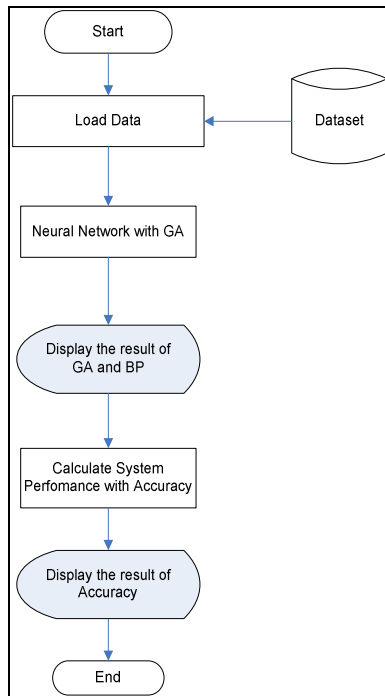 Start
Load Data
Dataset
Neural Network with GA
Display the result of
GA and BP
Calculate System
Perfomance with Accuracy
Display the result of
Accuracy
End